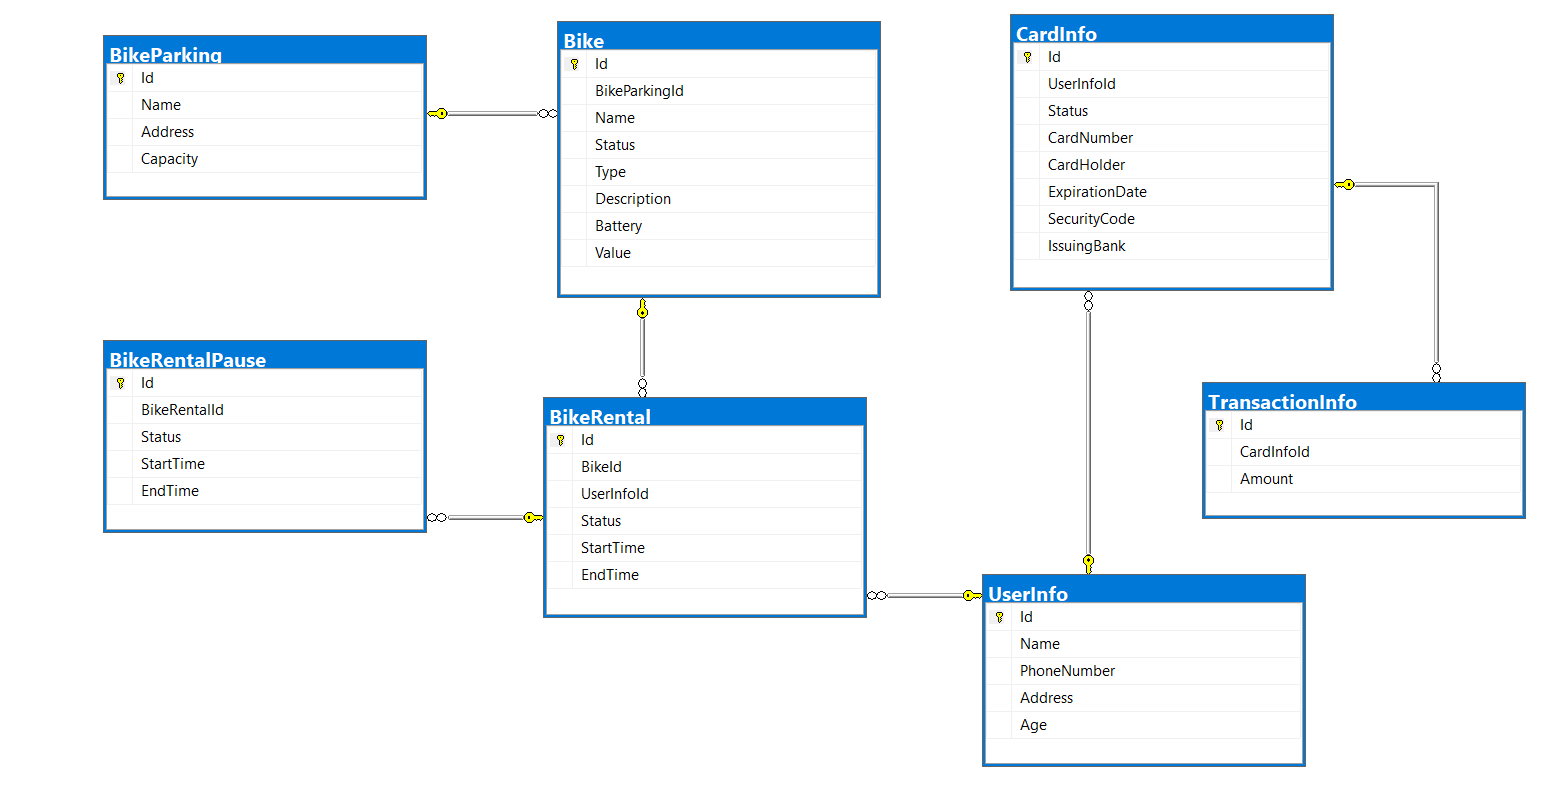 BikeParking
Id
Name
Address
Capacity
Bike
Id
BikeParkingId
Name
Status
Type
Description
Battery
Value
CardInfo
Id
UserInfoId
Status
CardNumber
CardHolder
ExpirationDate
SecurityCode
IssuingBank
BikeRentalPause
Id
BikeRentalId
Status
StartTime
EndTime
BikeRental
Id
BikeId
UserInfoId
Status
StartTime
EndTime
TransactionInfo
Id
CardInfoId
Amount
UserInfo
Id
Name
PhoneNumber
Address
Age